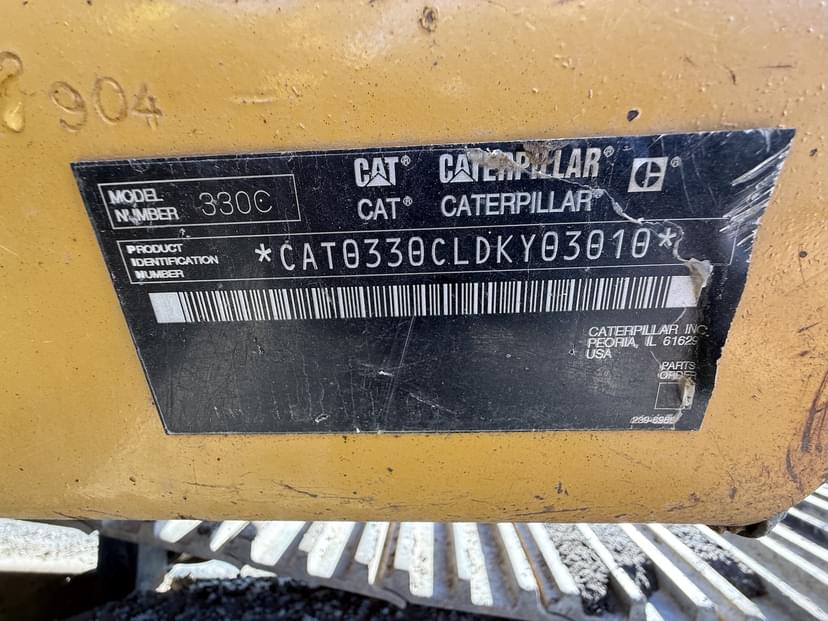 904
CAT® CATERPILLAR® C®
CAT® CATERPILLAR®
MODEL NUMBER 330C
PRODUCT IDENTIFICATION NUMBER *CAT0330CLDKY03010*
CATERPILLAR INC
PEORIA, IL 61629
USA
PARTS
ORDER